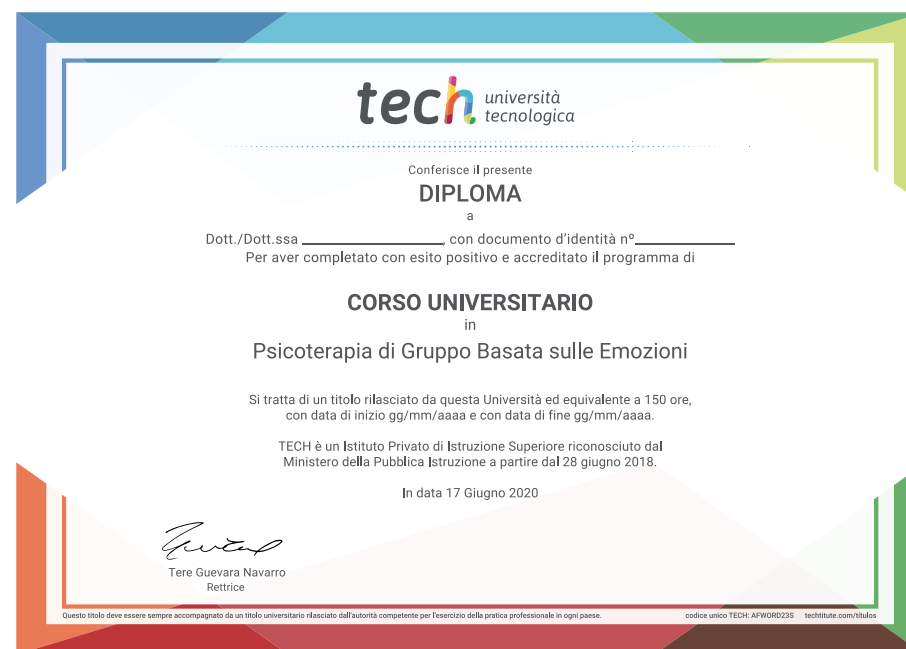 tech università
tecnologica
Conferisce il presente
DIPLOMA
a
Dott./Dott.ssa ____________________, con documento d'identità nº______________
Per aver completato con esito positivo e accreditato il programma di
CORSO UNIVERSITARIO
in
Psicoterapia di Gruppo Basata sulle Emozioni
Si tratta di un titolo rilasciato da questa Università ed equivalente a 150 ore,
con data di inizio gg/mm/aaaa e con data di fine gg/mm/aaaa.
TECH è un Istituto Privato di Istruzione Superiore riconosciuto dal
Ministero della Pubblica Istruzione a partire dal 28 giugno 2018.
In data 17 Giugno 2020
Tere Guevara Navarro
Rettrice
Questo titolo deve essere sempre accompagnato da un titolo universitario rilasciato dall'autorità competente per l'esercizio della pratica professionale in ogni paese.
codice unico TECH: AFWORD23S techtitute.com/titulos